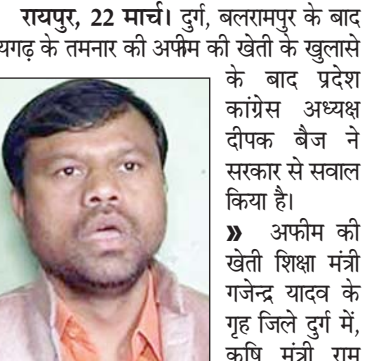 रायपुर, 22 मार्च। दुर्ग, बलरामपुर के बाद
यगढ़ के तमनार की अफीम की खेती के खुलासे
के बाद प्रदेश
कांग्रेस अध्यक्ष
दीपक बैज ने
सरकार से सवाल
किया है।
» अफीम की
खेती शिक्षा मंत्री
गजेन्द्र यादव के
गृह जिले दुर्ग में,
कृषि मंत्री राम